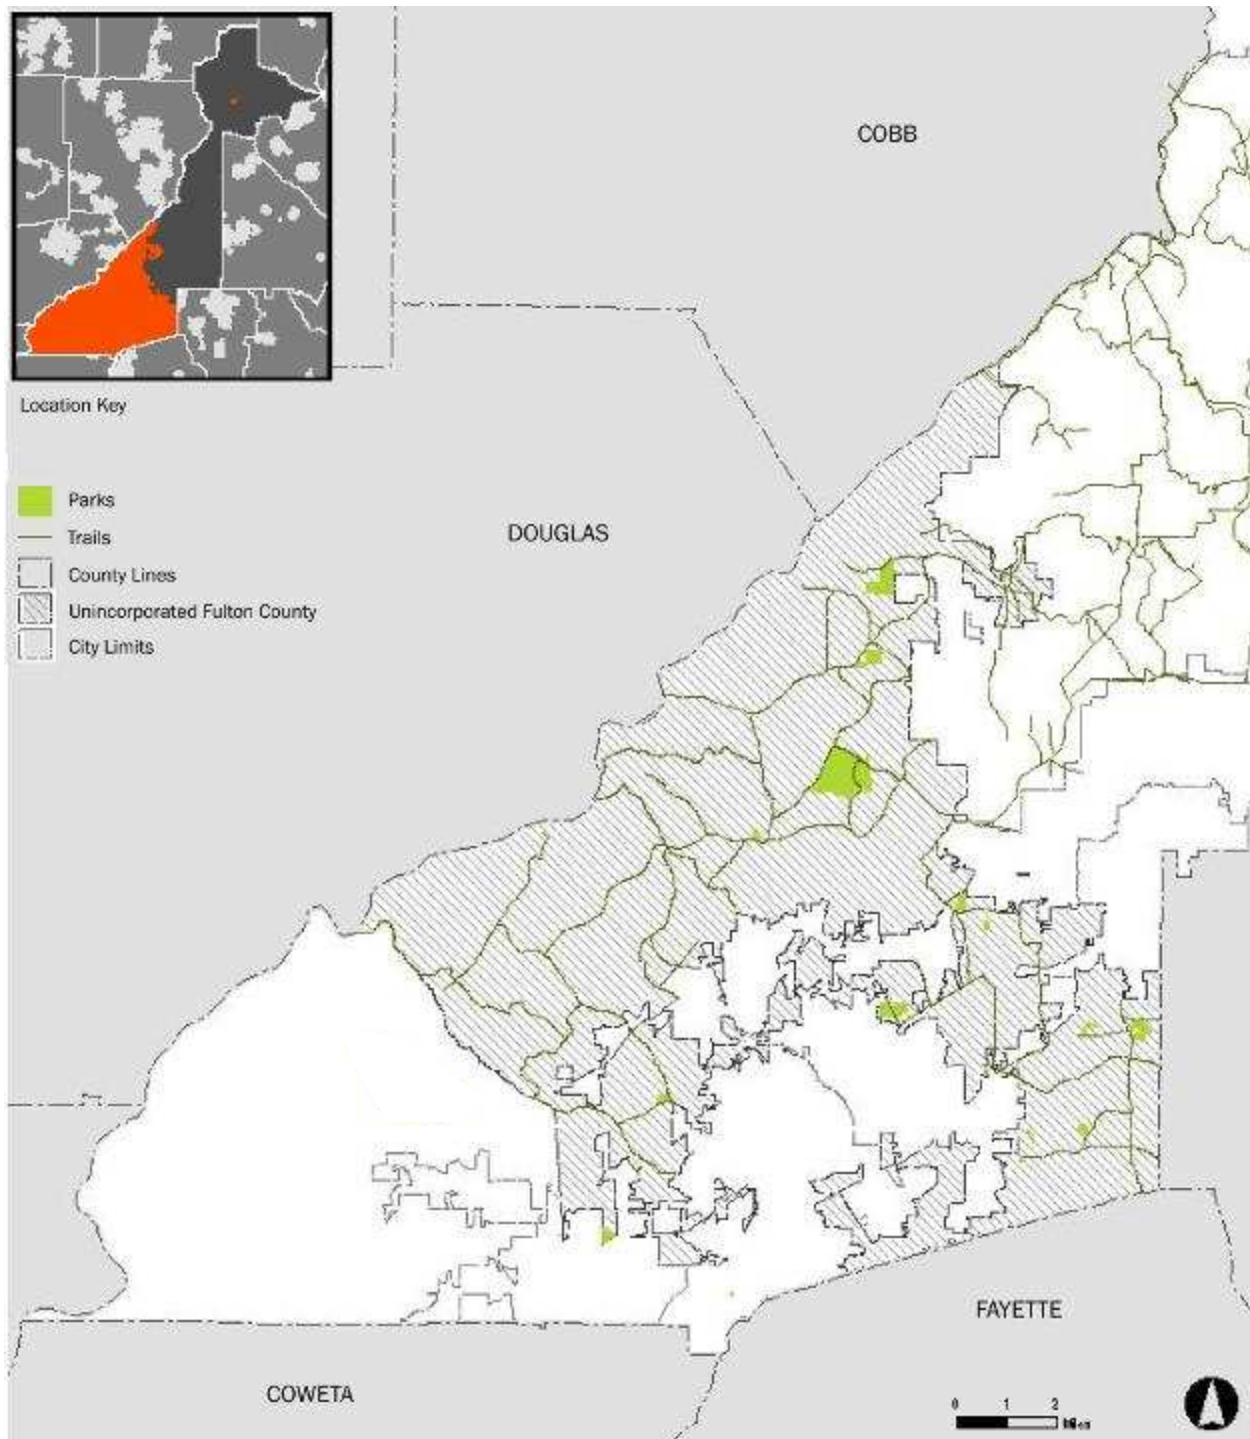 COBB
Location Key
Parks
Trails
County Lines
Unincorporated Fulton County
City Limits
DOUGLAS
FAYETTE
COWETA
0 1 2